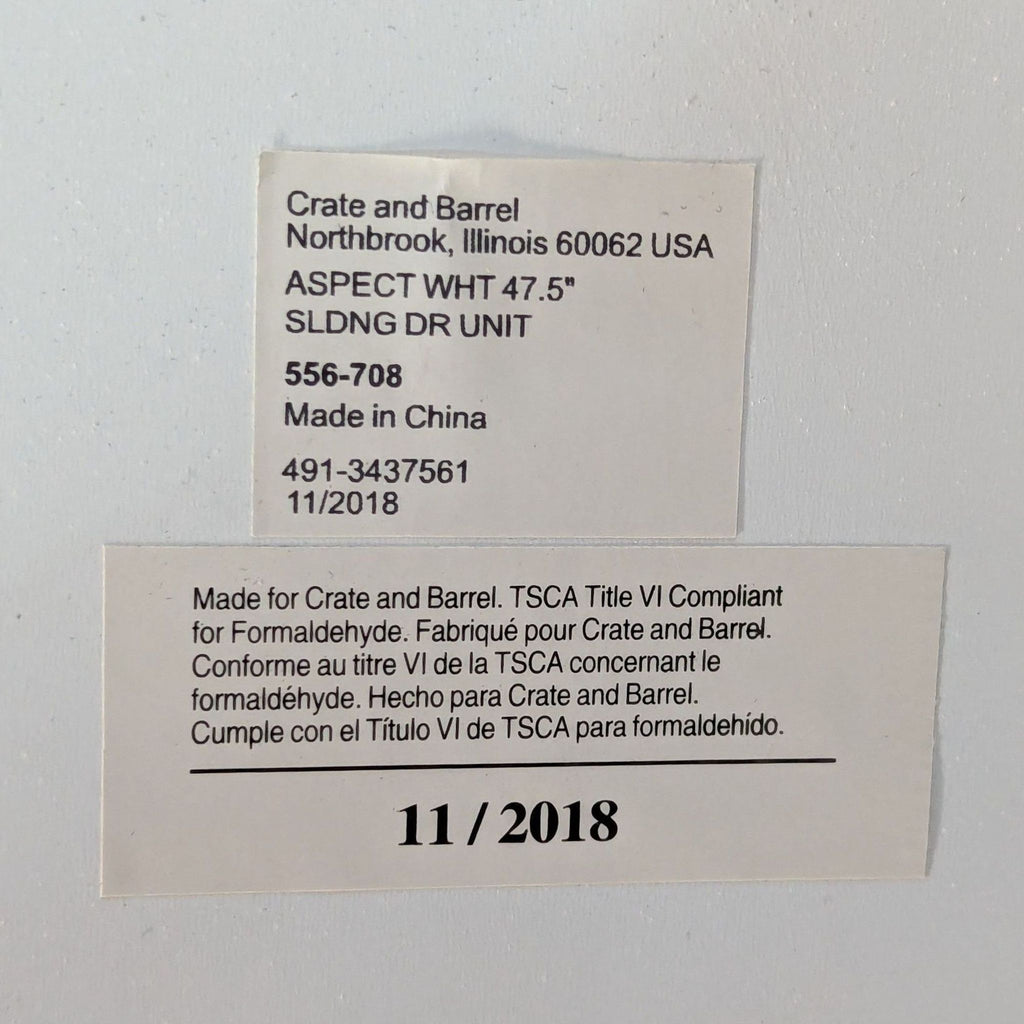 Crate and Barrel
Northbrook, Illinois 60062 USA
ASPECT WHT 47.5"
SLDNG DR UNIT
556-708
Made in China
491-3437561
11/2018
Made for Crate and Barrel. TSCA Title VI Compliant
for Formaldehyde. Fabriqué pour Crate and Barrel.
Conforme au titre VI de la TSCA concernant le
formaldéhyde. Hecho para Crate and Barrel.
Cumple con el Título VI de TSCA para formaldehído.
11 / 2018